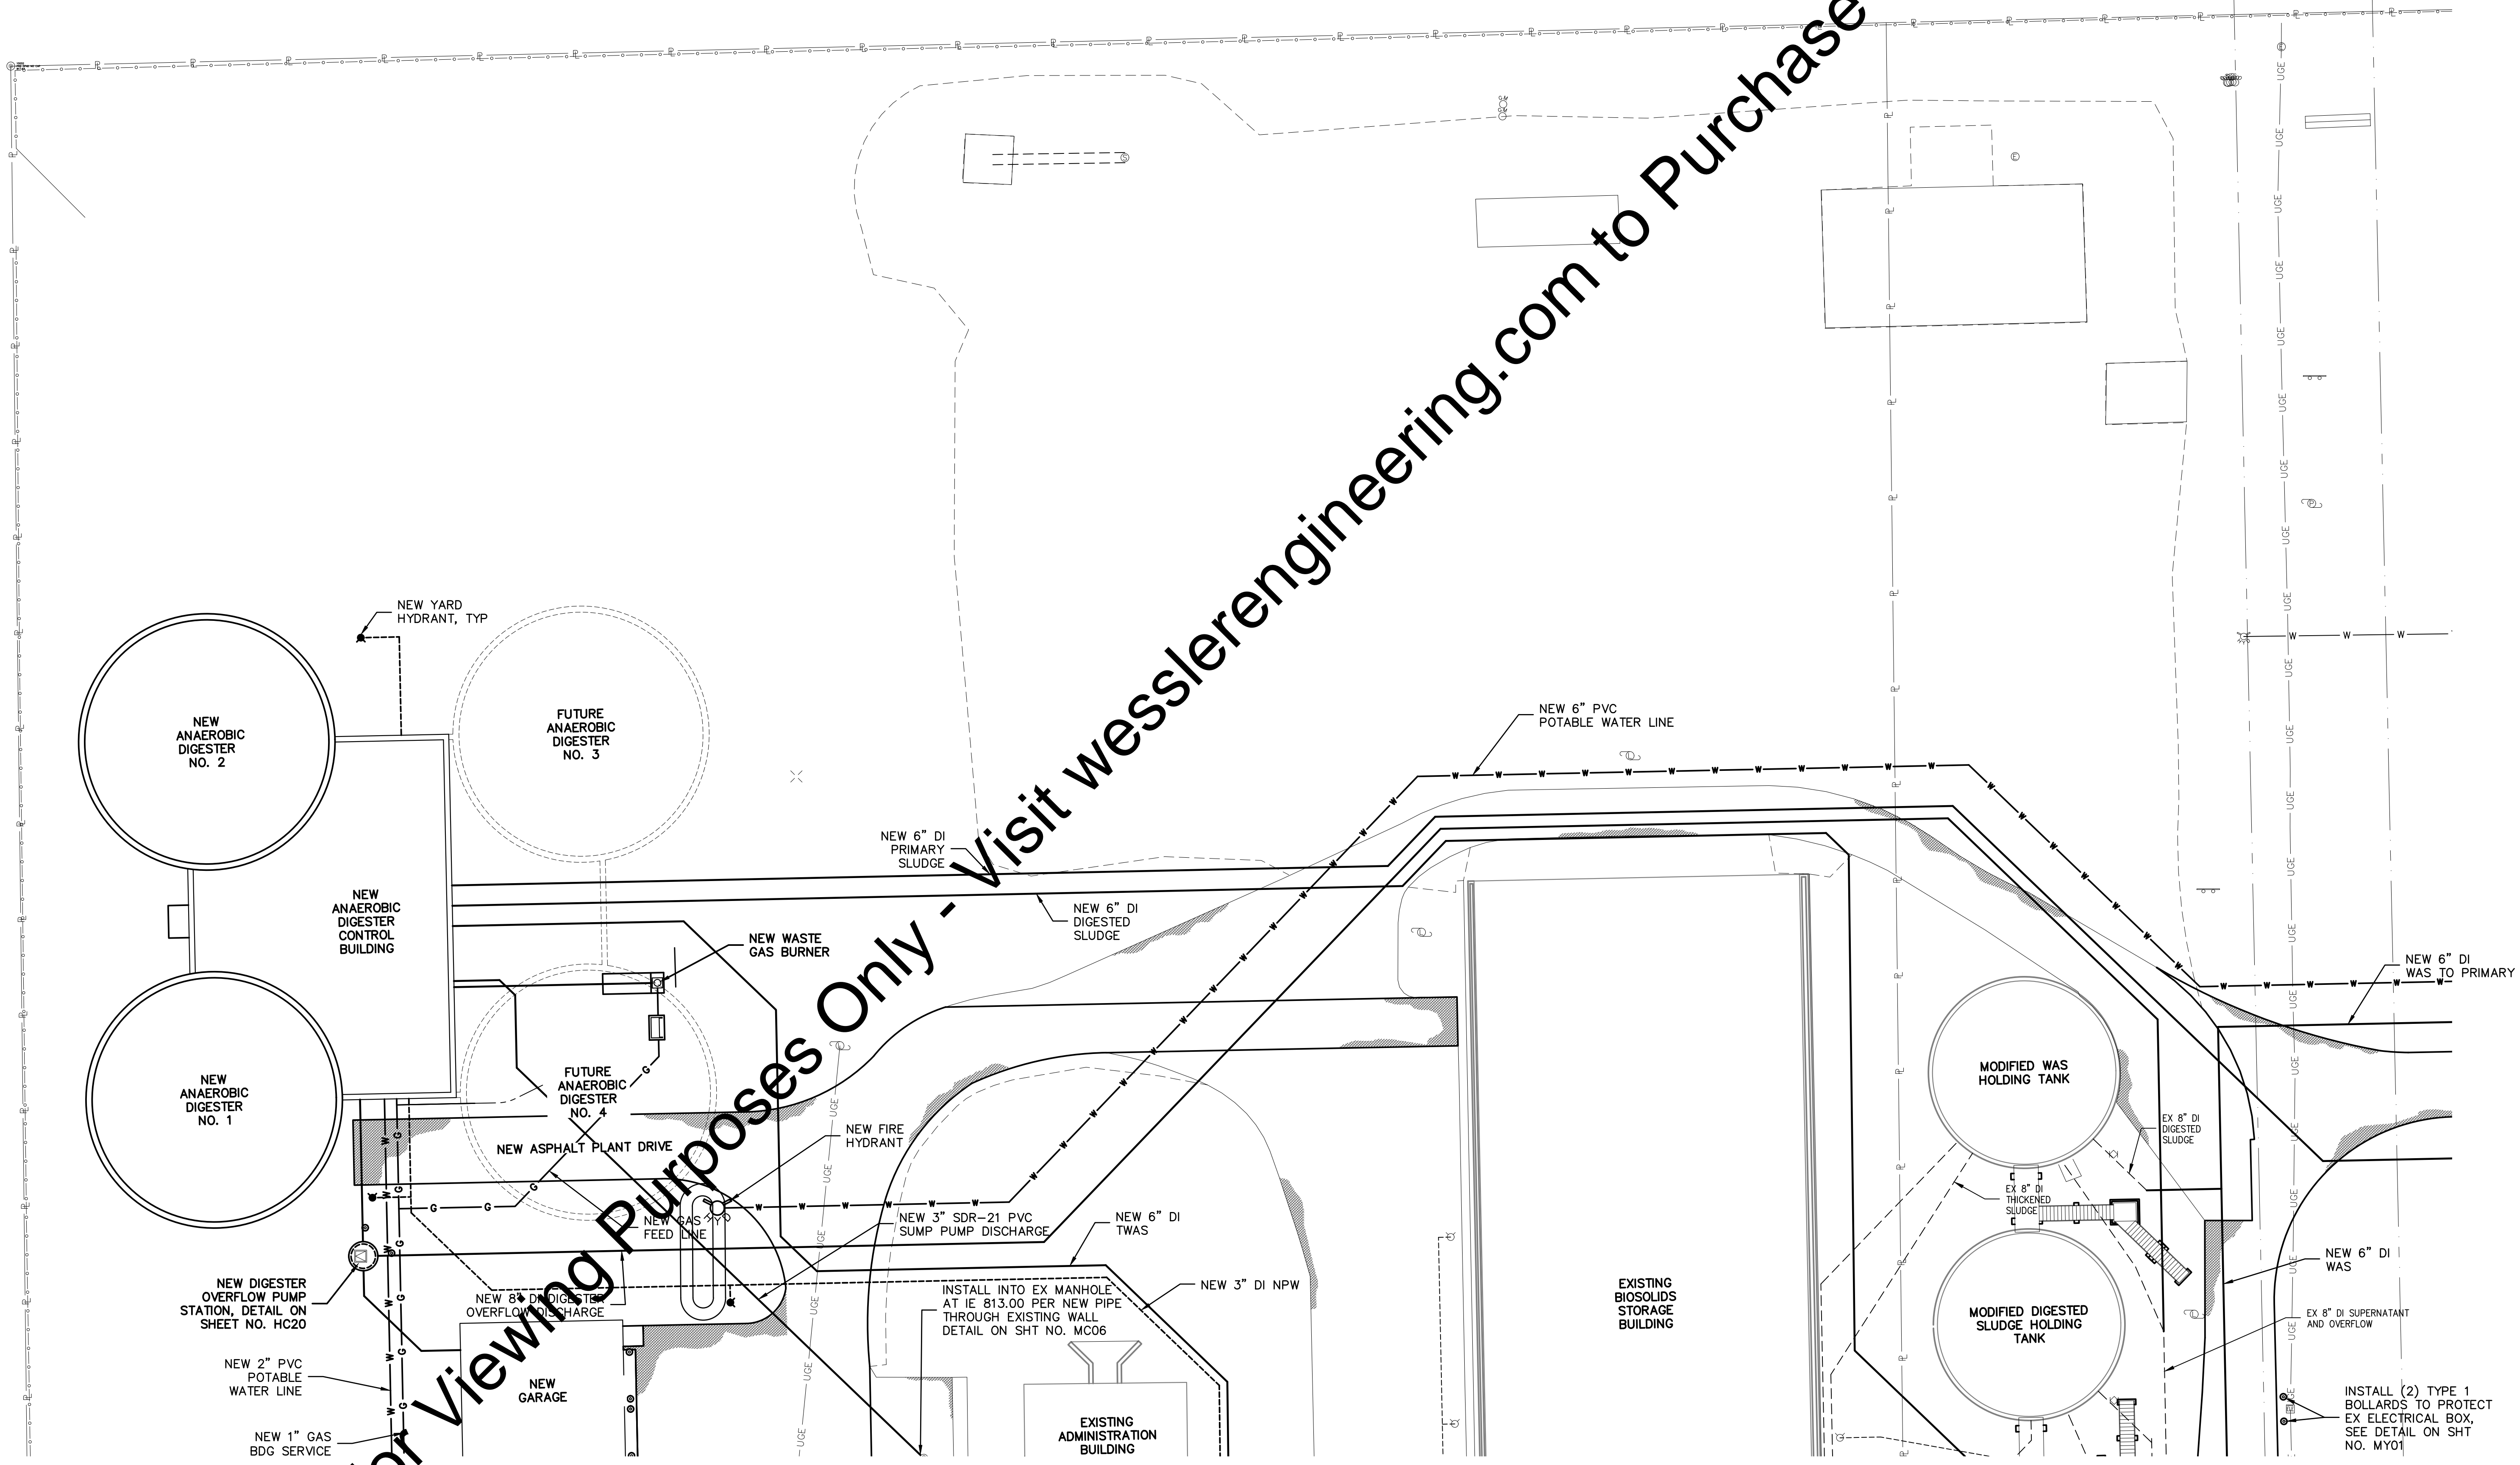 or Viewing Purposes Only - Visit wesslerengineering.com to Purchase
NEW YARD
HYDRANT, TYP
NEW
ANAEROBIC
DIGESTER
NO. 2
FUTURE
ANAEROBIC
DIGESTER
NO. 3
NEW 6" PVC
POTABLE WATER LINE
NEW 6" DI
PRIMARY
SLUDGE
NEW
ANAEROBIC
DIGESTER
CONTROL
BUILDING
NEW 6" DI
DIGESTED
SLUDGE
NEW WASTE
GAS BURNER
NEW 6" DI
WAS TO PRIMARY
NEW
ANAEROBIC
DIGESTER
NO. 1
FUTURE
ANAEROBIC
DIGESTER
NO. 4
NEW ASPHALT PLANT DRIVE
NEW FIRE
HYDRANT
MODIFIED WAS
HOLDING TANK
EX 8" DI
DIGESTED
SLUDGE
EX 8" DI
THICKENED
SLUDGE
NEW GAS
FEED LINE
HYD
NEW 3" SDR-21 PVC
SUMP PUMP DISCHARGE
NEW 6" DI
TWAS
NEW DIGESTER
OVERFLOW PUMP
STATION, DETAIL ON
SHEET NO. HC20
NEW 8" DI DIGESTER
OVERFLOW DISCHARGE
INSTALL INTO EX MANHOLE
AT IE 813.00 PER NEW PIPE
THROUGH EXISTING WALL
DETAIL ON SHT NO. MC06
NEW 3" DI NPW
EXISTING
BIOSOLIDS
STORAGE
BUILDING
MODIFIED DIGESTED
SLUDGE HOLDING
TANK
NEW 6" DI
WAS
EX 8" DI SUPERNATANT
AND OVERFLOW
NEW 2" PVC
POTABLE
WATER LINE
NEW
GARAGE
EXISTING
ADMINISTRATION
BUILDING
NEW 1" GAS
BDG SERVICE
INSTALL (2) TYPE 1
BOLLARDS TO PROTECT
EX ELECTRICAL BOX,
SEE DETAIL ON SHT
NO. MY01
UGE
UGE
UGE
UGE
W
W
W
G
G
G